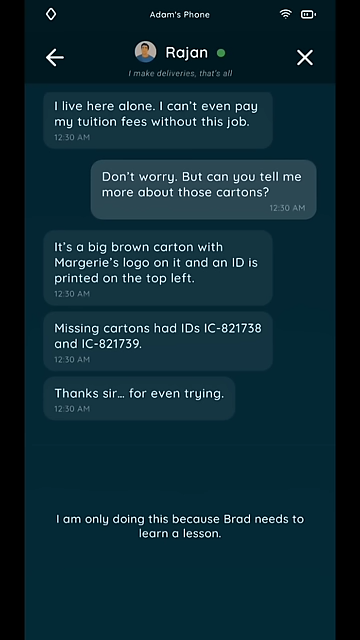 Adam's Phone
Rajan
I make deliveries, that's all
I live here alone. I can't even pay
my tuition fees without this job.
12:30 AM
Don't worry. But can you tell me
more about those cartons?
12:30 AM
It's a big brown carton with
Margerie's logo on it and an ID is
printed on the top left.
12:30 AM
Missing cartons had IDs IC-821738
and IC-821739.
12:30 AM
Thanks sir... for even trying.
12:30 AM
I am only doing this because Brad needs to
learn a lesson.